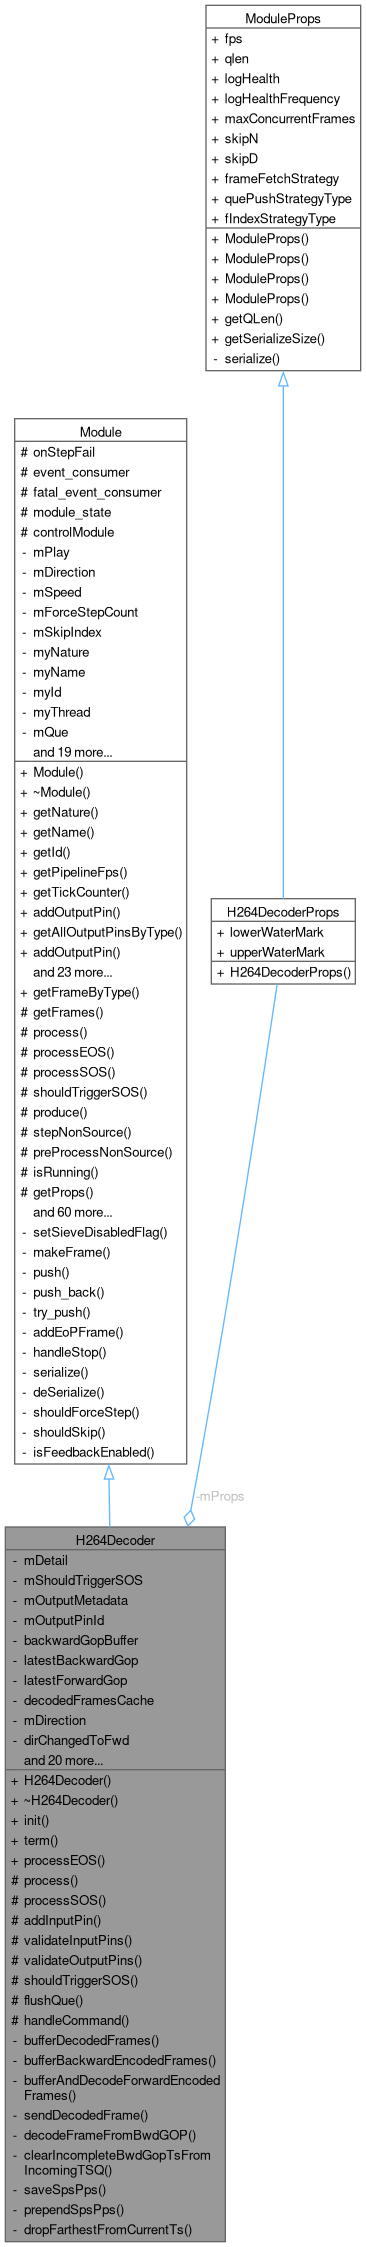 ModuleProps
+ fps
+ qlen
+ logHealth
+ logHealthFrequency
+ maxConcurrentFrames
+ skipN
+ skipD
+ frameFetchStrategy
+ quePushStrategyType
+ fIndexStrategyType
+ ModuleProps()
+ ModuleProps()
+ ModuleProps()
+ ModuleProps()
+ getQLen()
+ getSerializeSize()
- serialize()
Module
# onStepFail
# event_consumer
# fatal_event_consumer
# module_state
# controlModule
- mPlay
- mDirection
- mSpeed
- mForceStepCount
- mSkipIndex
- myNature
- myName
- myId
- myThread
- mQue
and 19 more...
+ Module()
+ ~Module()
+ getNature()
+ getName()
+ getId()
+ getPipelineFps()
+ getTickCounter()
+ addOutputPin()
+ getAllOutputPinsByType()
+ addOutputPin()
and 23 more...
+ getFrameByType()
# getFrames()
# process()
# processEOS()
# processSOS()
# shouldTriggerSOS()
# produce()
# stepNonSource()
# preProcessNonSource()
# isRunning()
# getProps()
and 60 more...
- setSieveDisabledFlag()
- makeFrame()
- push()
- push_back()
- try_push()
- addEoPFrame()
- handleStop()
- serialize()
- deSerialize()
- shouldForceStep()
- shouldSkip()
- isFeedbackEnabled()
H264DecoderProps
+ lowerWaterMark
+ upperWaterMark
+ H264DecoderProps()
-mProps
H264Decoder
- mDetail
- mShouldTriggerSOS
- mOutputMetadata
- mOutputPinId
- backwardGopBuffer
- latestBackwardGop
- latestForwardGop
- decodedFramesCache
- mDirection
- dirChangedToFwd
and 20 more...
+ H264Decoder()
+ ~H264Decoder()
+ init()
+ term()
+ processEOS()
# process()
# processSOS()
# addInputPin()
# validateInputPins()
# validateOutputPins()
# shouldTriggerSOS()
# flushQue()
# handleCommand()
- bufferDecodedFrames()
- bufferBackwardEncodedFrames()
- bufferAndDecodeForwardEncoded
Frames()
- sendDecodedFrame()
- decodeFrameFromBwdGOP()
- clearIncompleteBwdGopTsFrom
IncomingTSQ()
- saveSpsPps()
- prependSpsPps()
- dropFarthestFromCurrentTs()